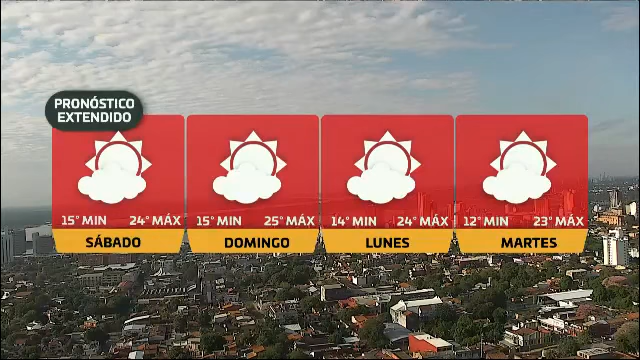 PRONÓSTICO
EXTENDIDO
15° MIN 24° MÁX
SÁBADO
15° MIN 25° MÁX
DOMINGO
14° MIN 24° MÁX
LUNES
12° MIN 23° MÁX
MARTES